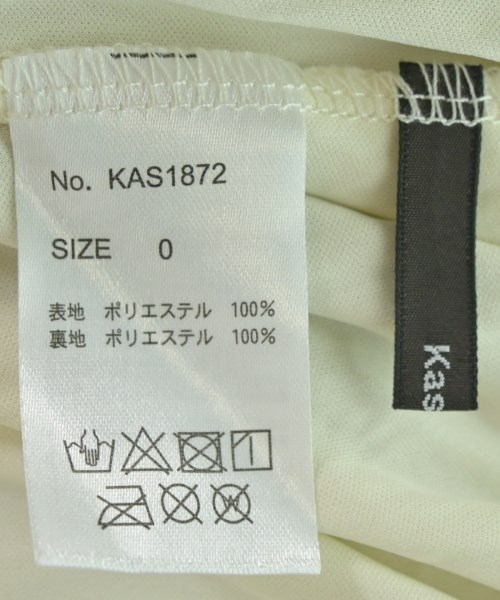 No. KAS1872
SIZE 0
表地 ポリエステル 100%
裏地 ポリエステル 100%
W
Kas